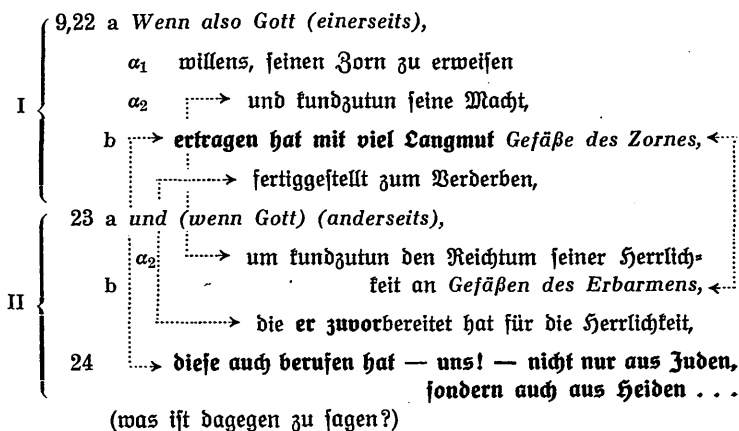 9,22 a Wenn also Gott (einerseits),
α1 willens, seinen Zorn zu erweisen
I
α2 und kundzutun seine Macht,
b ertragen hat mit viel Langmut Gefäße des Zornes,
fertiggestellt zum Verderben,
23 a und (wenn Gott) (anderseits),
α2 um kundzutun den Reichtum seiner Herrlich-
b keit an Gefäßen des Erbarmens,
II
die er zuvorbereitet hat für die Herrlichkeit,
24 diese auch berufen hat — uns! — nicht nur aus Juden,
sondern auch aus Heiden . . .
(was ist dagegen zu sagen?)